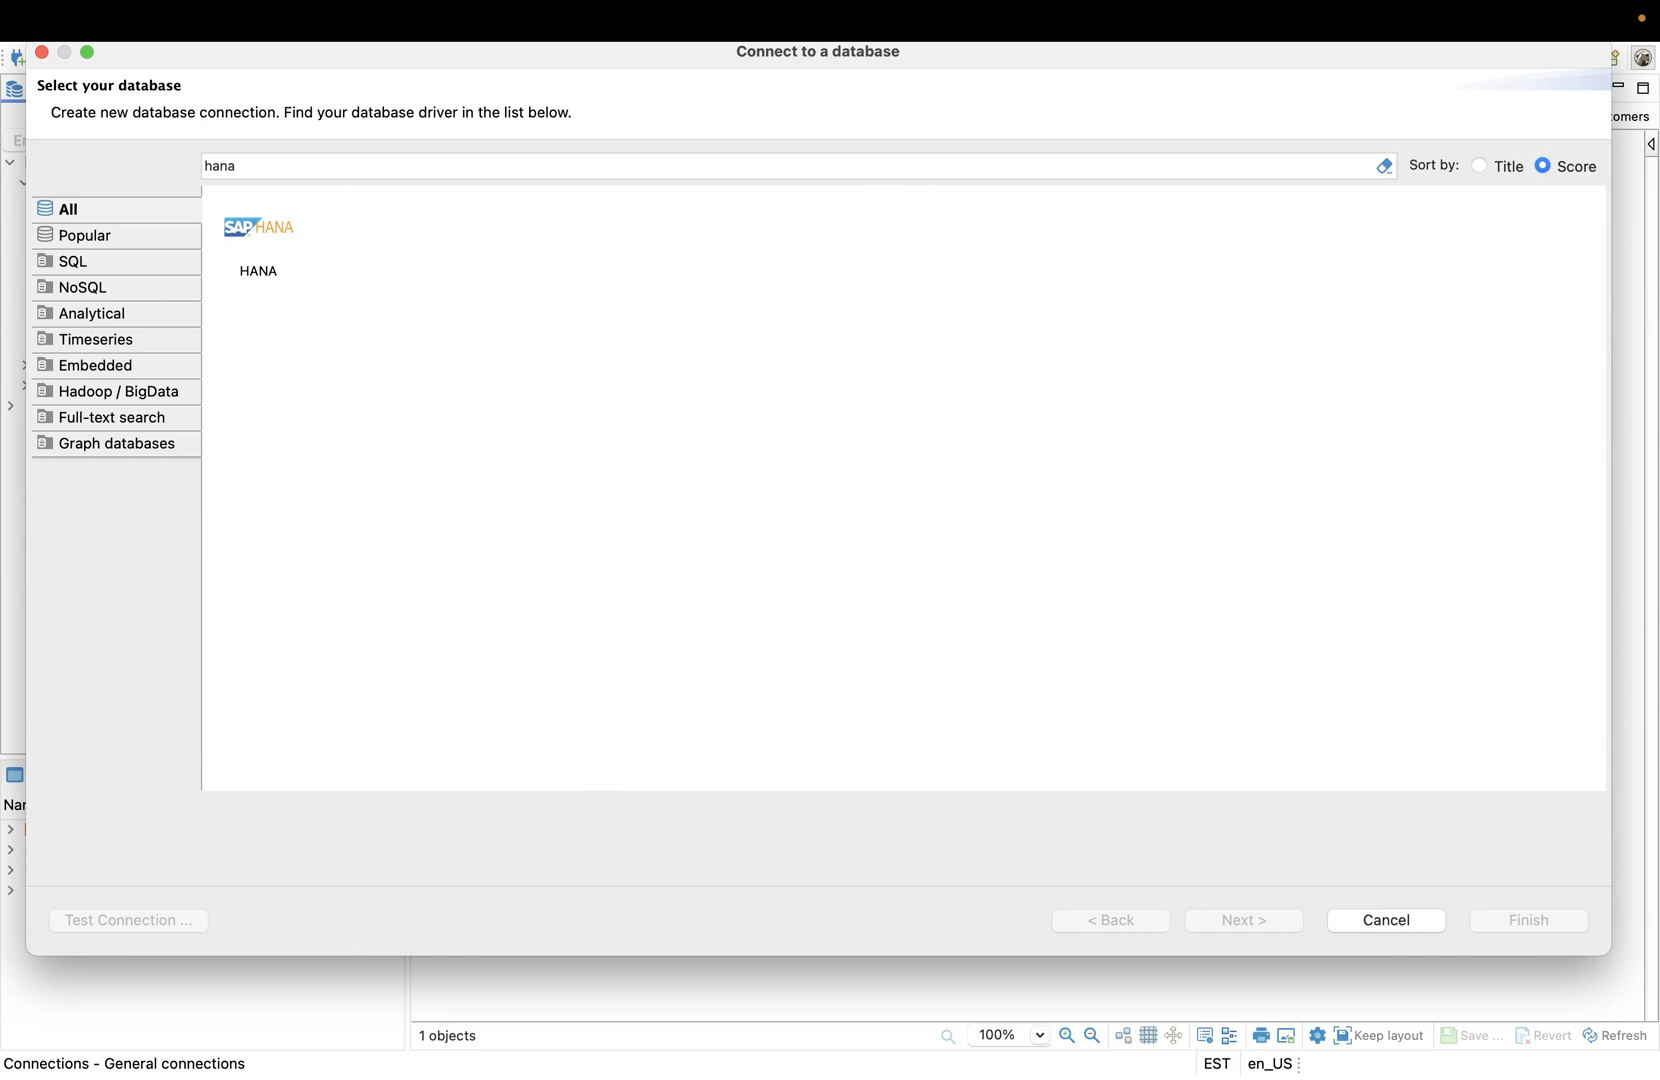 Connect to a database
Select your database
Create new database connection. Find your database driver in the list below.
omers
hana
Sort by: Title Score
All
Popular
SQL
NoSQL
Analytical
Timeseries
Embedded
Hadoop / BigData
Full-text search
Graph databases
SAP HANA
HANA
Test Connection ...
< Back
Next >
Cancel
Finish
1 objects
100%
Keep layout
Save ...
Revert
Refresh
Connections - General connections
EST
en_US